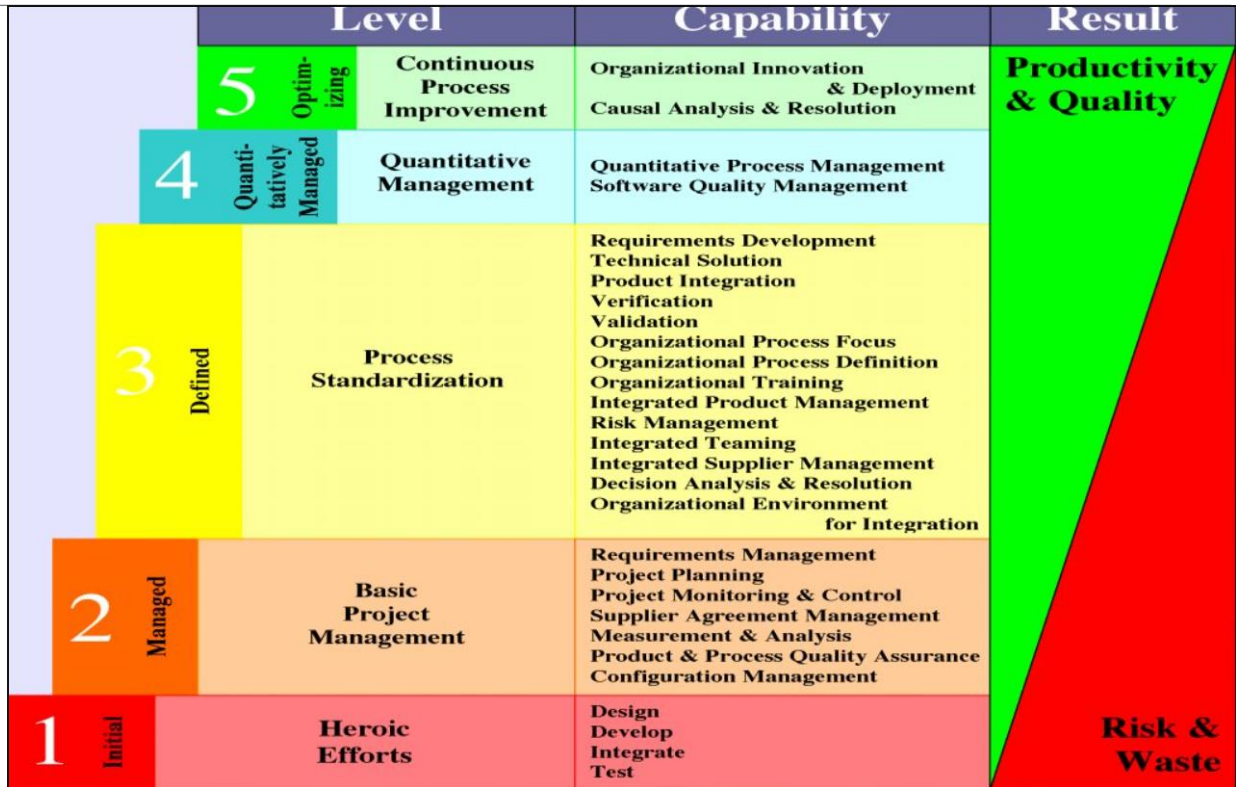 Level
Capability
Result
5
Optim-
izing
Continuous
Process
Improvement
Organizational Innovation
& Deployment
Causal Analysis & Resolution
Productivity
& Quality
4
Quanti-
tatively
Managed
Quantitative
Management
Quantitative Process Management
Software Quality Management
3
Defined
Process
Standardization
Requirements Development
Technical Solution
Product Integration
Verification
Validation
Organizational Process Focus
Organizational Process Definition
Organizational Training
Integrated Product Management
Risk Management
Integrated Teaming
Integrated Supplier Management
Decision Analysis & Resolution
Organizational Environment
for Integration
2
Managed
Basic
Project
Management
Requirements Management
Project Planning
Project Monitoring & Control
Supplier Agreement Management
Measurement & Analysis
Product & Process Quality Assurance
Configuration Management
1
Initial
Heroic
Efforts
Design
Develop
Integrate
Test
Risk &
Waste